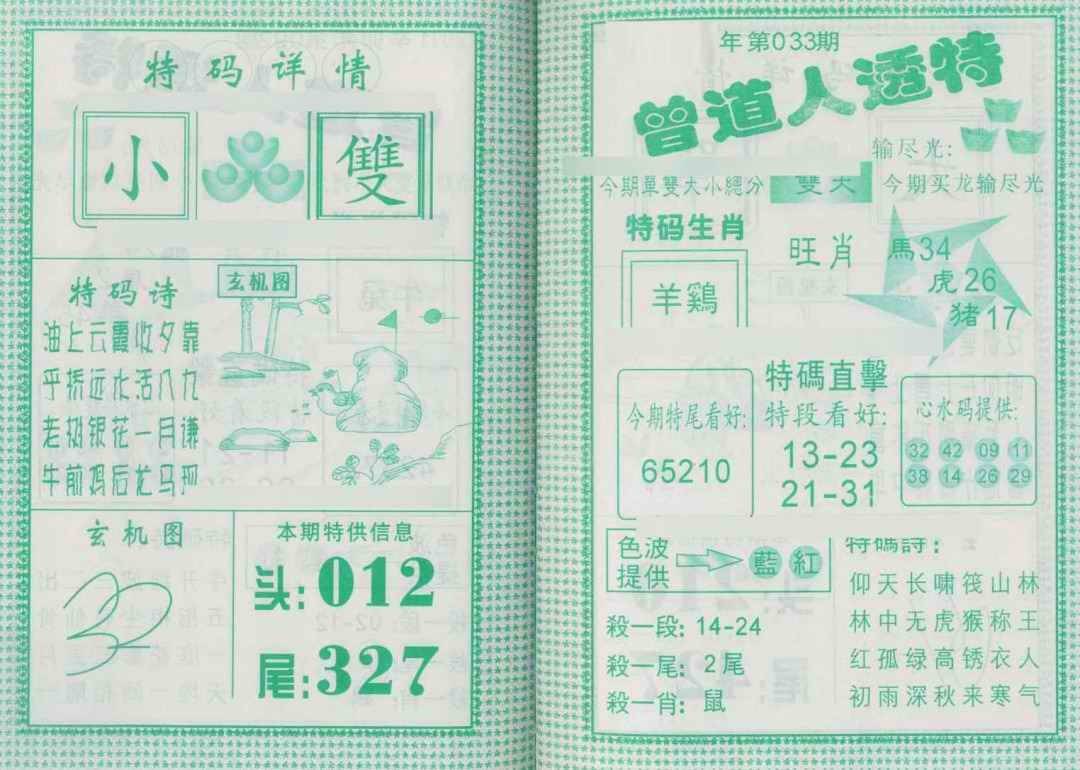 特码详情
小
雙
特码诗
油上云霞收夕靠
乎挢远水活八九
老奶银花一月谦
牛前鸡后龙马
玄机图
玄机图
本期特供信息
头:012
尾:327
年第033期
曾道人透特
输尽光:
今期單雙大小總分
雙大
今期买龙输尽光
特码生肖
羊鷄
旺肖
馬34
虎26
猪17
今期特尾看好:
65210
特碼直擊
特段看好:
13-23
21-31
心水码提供:
32 42 09 11
38 14 26 29
色波
提供
藍 紅
殺一段: 14-24
殺一尾: 2尾
殺一肖: 鼠
特碼詩:
仰天长啸筏山林
林中无虎猴称王
红孤绿高锈衣人
初雨深秋来寒气